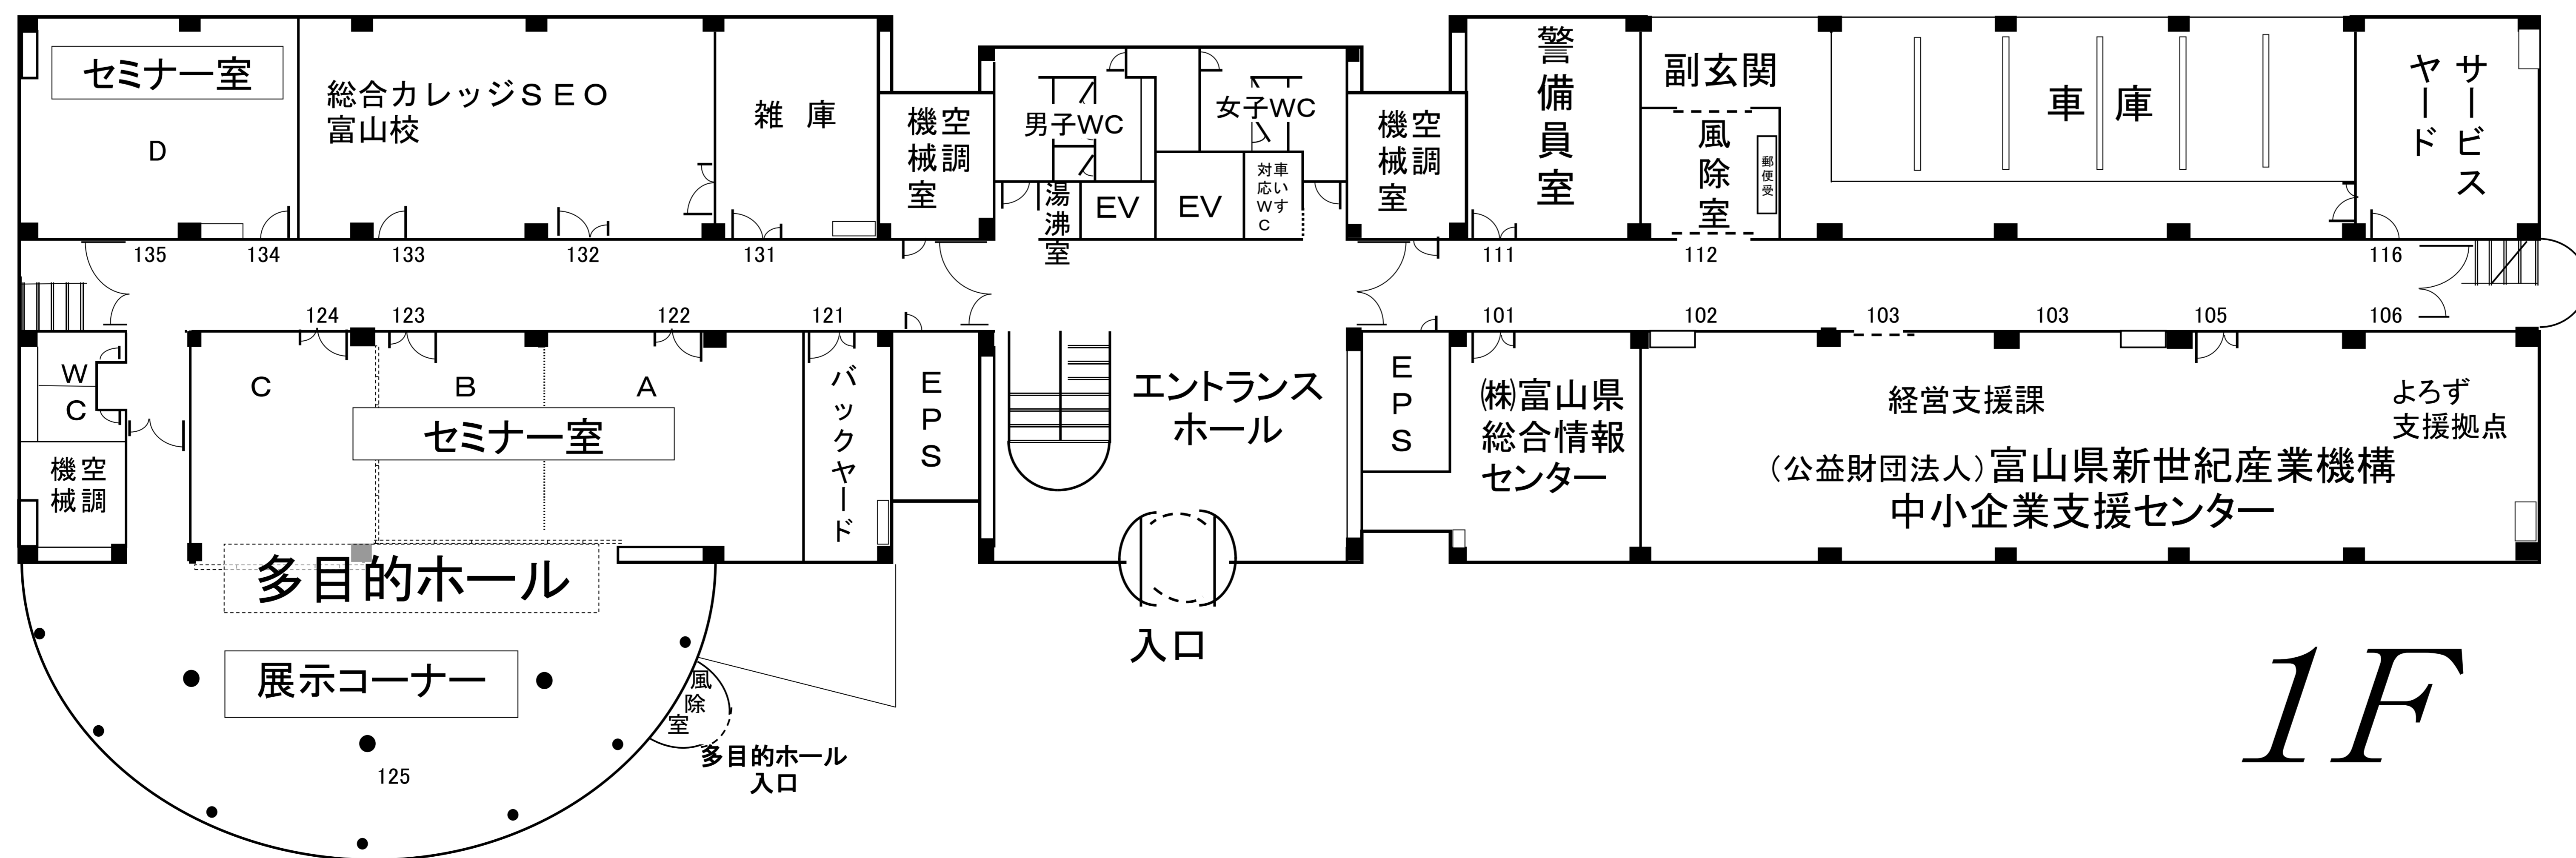 セミナー室
D
総合カレッジＳＥＯ
富山校
雑 庫
空調
機械室
男子WC
女子WC
湯沸室
EV
EV
車いす
対応WC
空調
機械室
警備員室
副玄関
風除室
郵便受
車 庫
サービス
ヤード
135
134
133
132
131
111
112
116
124
123
122
121
101
102
103
103
105
106
WC
空調
機械
C
B
A
セミナー室
バックヤード
EPS
エントランス
ホール
EPS
㈱富山県
総合情報
センター
経営支援課
よろず
支援拠点
（公益財団法人）富山県新世紀産業機構
中小企業支援センター
多目的ホール
展示コーナー
125
風除室
多目的ホール
入口
入口
1F